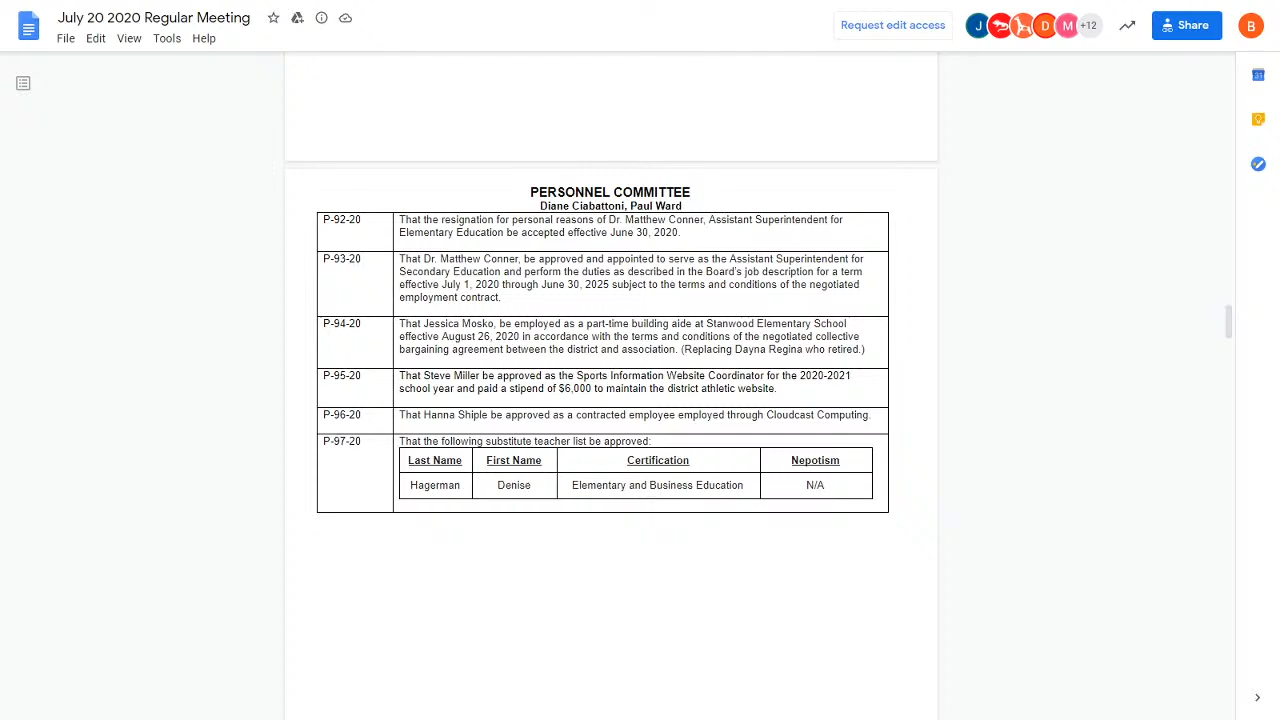 July 20 2020 Regular Meeting
File Edit View Tools Help
Request edit access
J
D
M
+12
Share
B
31
PERSONNEL COMMITTEE
Diane Ciabattoni, Paul Ward
P-92-20
That the resignation for personal reasons of Dr. Matthew Conner, Assistant Superintendent for
Elementary Education be accepted effective June 30, 2020.
P-93-20
That Dr. Matthew Conner, be approved and appointed to serve as the Assistant Superintendent for
Secondary Education and perform the duties as described in the Board's job description for a term
effective July 1, 2020 through June 30, 2025 subject to the terms and conditions of the negotiated
employment contract.
P-94-20
That Jessica Mosko, be employed as a part-time building aide at Stanwood Elementary School
effective August 26, 2020 in accordance with the terms and conditions of the negotiated collective
bargaining agreement between the district and association. (Replacing Dayna Regina who retired.)
P-95-20
That Steve Miller be approved as the Sports Information Website Coordinator for the 2020-2021
school year and paid a stipend of $6,000 to maintain the district athletic website.
P-96-20
That Hanna Shiple be approved as a contracted employee employed through Cloudcast Computing.
P-97-20
That the following substitute teacher list be approved:
Last Name First Name Certification Nepotism
Hagerman Denise Elementary and Business Education N/A